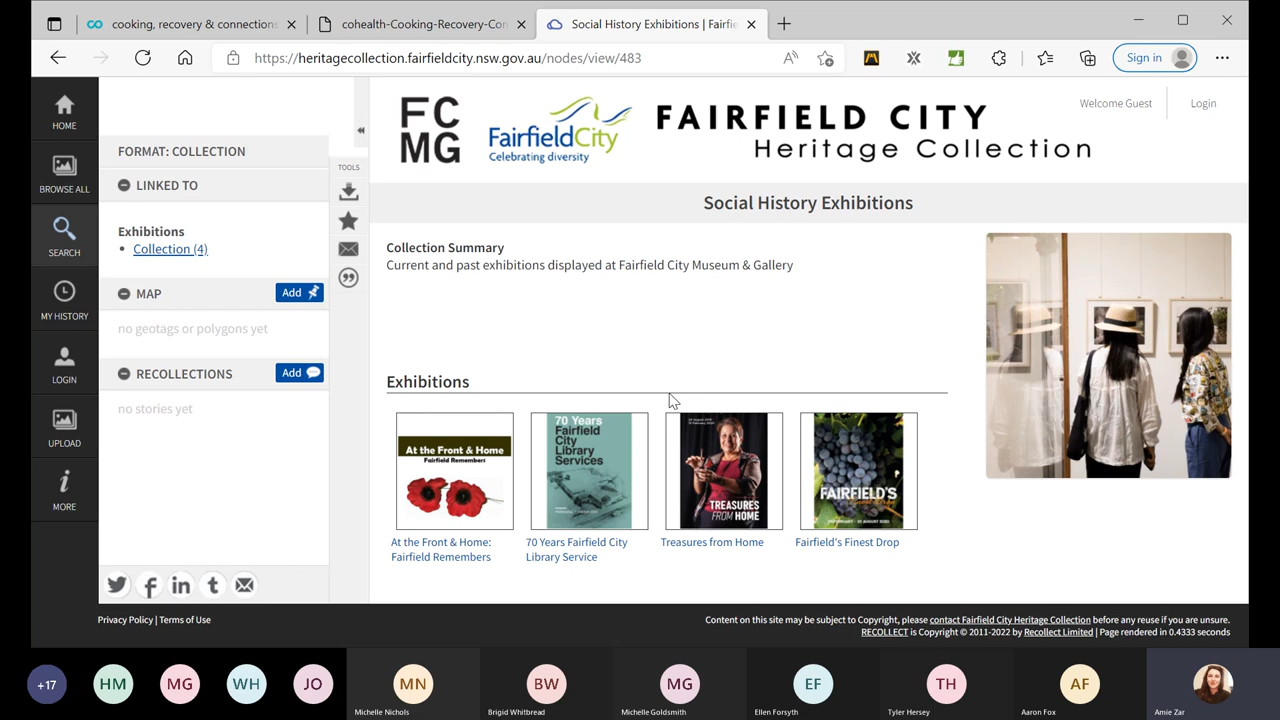 cooking, recovery & connections
cohealth-Cooking-Recovery-Con
Social History Exhibitions | Fairfie
https://heritagecollection.fairfieldcity.nsw.gov.au/nodes/view/483
Sign in
HOME
BROWSE ALL
SEARCH
MY HISTORY
LOGIN
UPLOAD
MORE
FORMAT: COLLECTION
LINKED TO
Exhibitions
Collection (4)
MAP
Add
no geotags or polygons yet
RECOLLECTIONS
Add
no stories yet
TOOLS
FC
MG
FairfieldCity
Celebrating diversity
FAIRFIELD CITY
Heritage Collection
Welcome Guest
Login
Social History Exhibitions
Collection Summary
Current and past exhibitions displayed at Fairfield City Museum & Gallery
Exhibitions
At the Front & Home
Fairfield Remembers
70 Years
Fairfield
City
Library
Services
TREASURES
FROM HOME
FAIRFIELD'S
At the Front & Home:
Fairfield Remembers
70 Years Fairfield City
Library Service
Treasures from Home
Fairfield's Finest Drop
Privacy Policy | Terms of Use
Content on this site may be subject to Copyright, please contact Fairfield City Heritage Collection before any reuse if you are unsure.
RECOLLECT is Copyright © 2011-2022 by Recollect Limited | Page rendered in 0.4333 seconds
+17
HM
MG
WH
JO
MN
Michelle Nichols
BW
Brigid Whitbread
MG
Michelle Goldsmith
EF
Ellen Forsyth
TH
Tyler Hersey
AF
Aaron Fox
Amie Zar